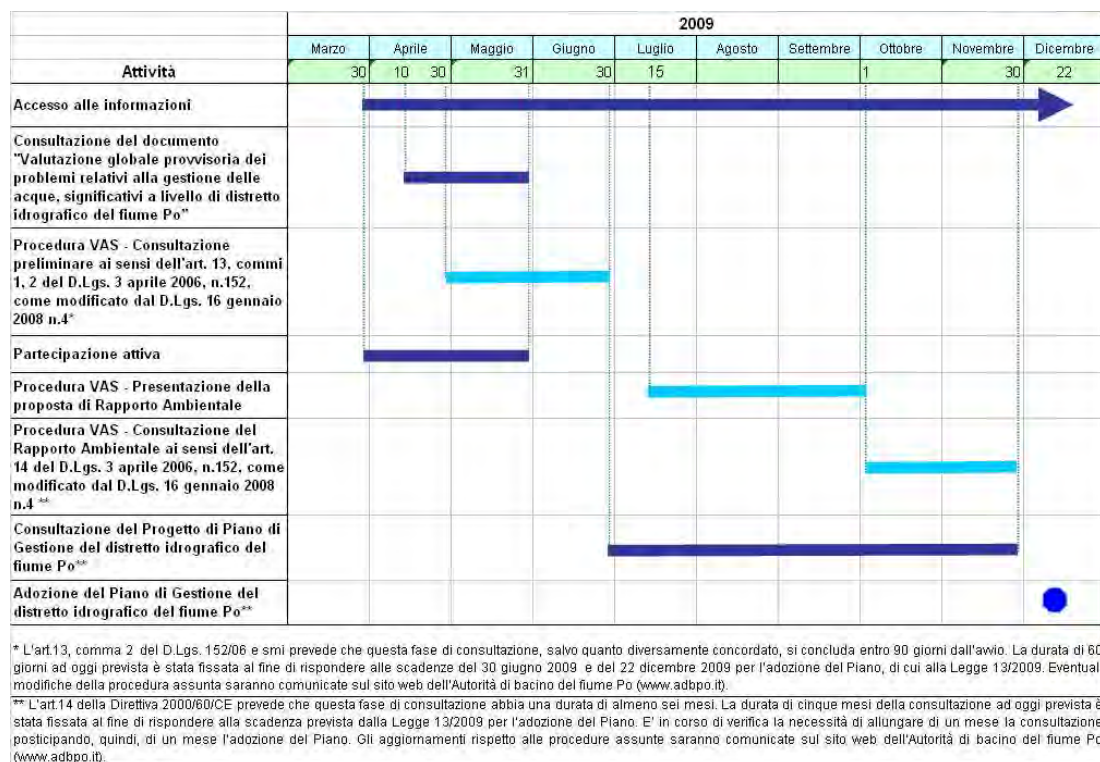 2009
Marzo Aprile Maggio Giugno Luglio Agosto Settembre Ottobre Novembre Dicembre
Attività 30 10 30 31 30 15 1 30 22
Accesso alle informazioni
Consultazione del documento
"Valutazione globale provvisoria dei
problemi relativi alla gestione delle
acque, significativi a livello di distretto
idrografico del fiume Po"
Procedura VAS - Consultazione
preliminare ai sensi dell'art. 13, commi
1, 2 del D.Lgs. 3 aprile 2006, n.152,
come modificato dal D.Lgs. 16 gennaio
2008 n.4*
Partecipazione attiva
Procedura VAS - Presentazione della
proposta di Rapporto Ambientale
Procedura VAS - Consultazione del
Rapporto Ambientale ai sensi dell'art.
14 del D.Lgs. 3 aprile 2006, n.152, come
modificato dal D.Lgs. 16 gennaio 2008
n.4 **
Consultazione del Progetto di Piano di
Gestione del distretto idrografico del
fiume Po**
Adozione del Piano di Gestione del
distretto idrografico del fiume Po**
* L'art.13, comma 2 del D.Lgs. 152/06 e smi prevede che questa fase di consultazione, salvo quanto diversamente concordato, si concluda entro 90 giorni dall'avvio. La durata di 60
giorni ad oggi prevista è stata fissata al fine di rispondere alle scadenze del 30 giugno 2009 e del 22 dicembre 2009 per l'adozione del Piano, di cui alla Legge 13/2009. Eventual
modifiche della procedura assunta saranno comunicate sul sito web dell'Autorità di bacino del fiume Po (www.adbpo.it).
** L'art.14 della Direttiva 2000/60/CE prevede che questa fase di consultazione abbia una durata di almeno sei mesi. La durata di cinque mesi della consultazione ad oggi prevista è
stata fissata al fine di rispondere alla scadenza prevista dalla Legge 13/2009 per l'adozione del Piano. E' in corso di verifica la necessità di allungare di un mese la consultazione
posticipando, quindi, di un mese l'adozione del Piano. Gli aggiornamenti rispetto alle procedure assunte saranno comunicate sul sito web dell'Autorità di bacino del fiume Po
(www.adbpo.it).